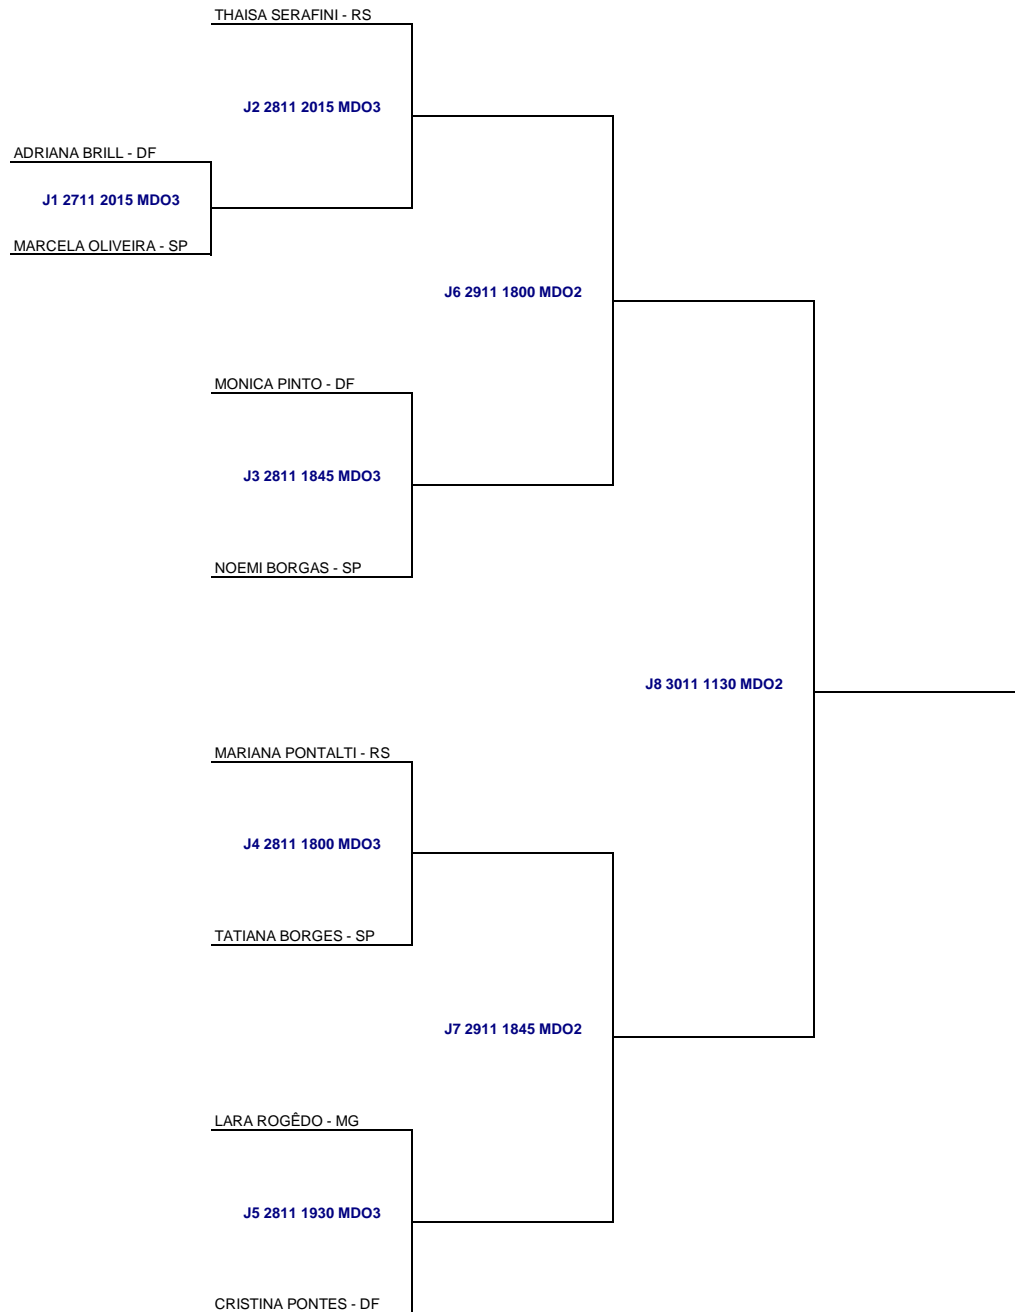 THAISA SERAFINI - RS
J2 2811 2015 MDO3
ADRIANA BRILL - DF
J1 2711 2015 MDO3
MARCELA OLIVEIRA - SP
J6 2911 1800 MDO2
MONICA PINTO - DF
J3 2811 1845 MDO3
NOEMI BORGAS - SP
J8 3011 1130 MDO2
MARIANA PONTALTI - RS
J4 2811 1800 MDO3
TATIANA BORGES - SP
J7 2911 1845 MDO2
LARA ROGÊDO - MG
J5 2811 1930 MDO3
CRISTINA PONTES - DF